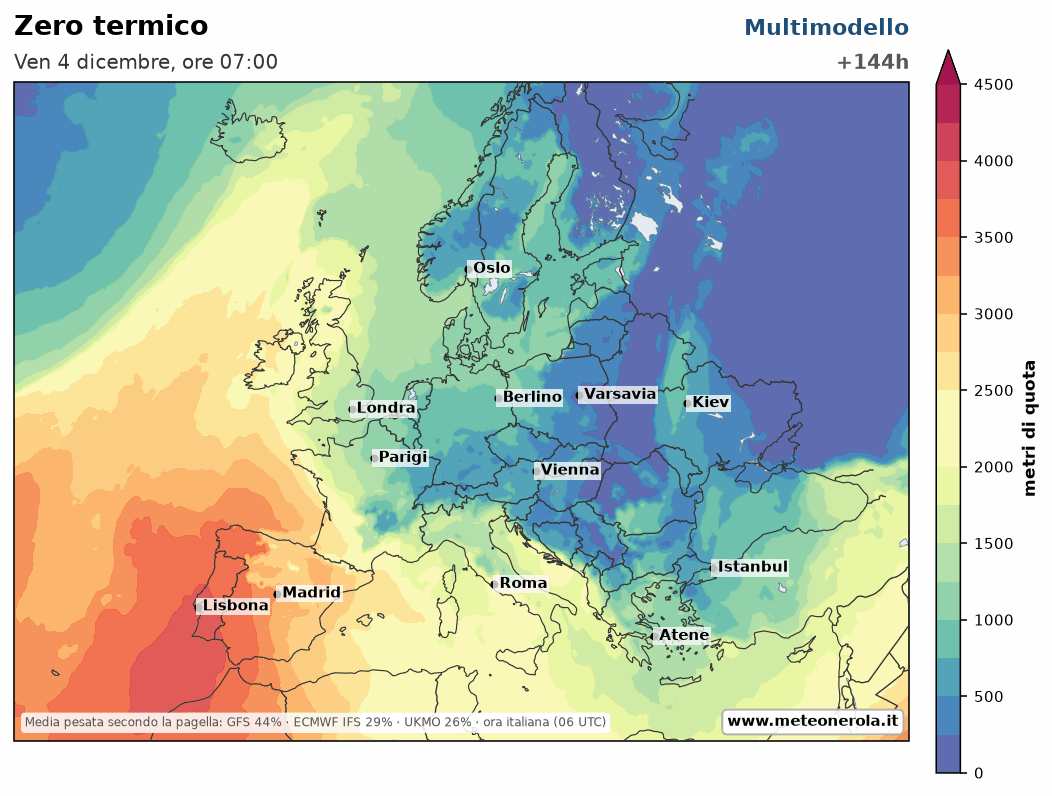 Zero termico
Multimodello
Ven 4 dicembre, ore 07:00
+144h
4500
4000
3500
3000
2500
2000
1500
1000
500
0
metri di quota
Oslo
Berlino
Varsavia
Kiev
Londra
Parigi
Vienna
Istanbul
Roma
Madrid
Lisbona
Atene
Media pesata secondo la pagella: GFS 44% · ECMWF IFS 29% · UKMO 26% · ora italiana (06 UTC)
www.meteonerola.it